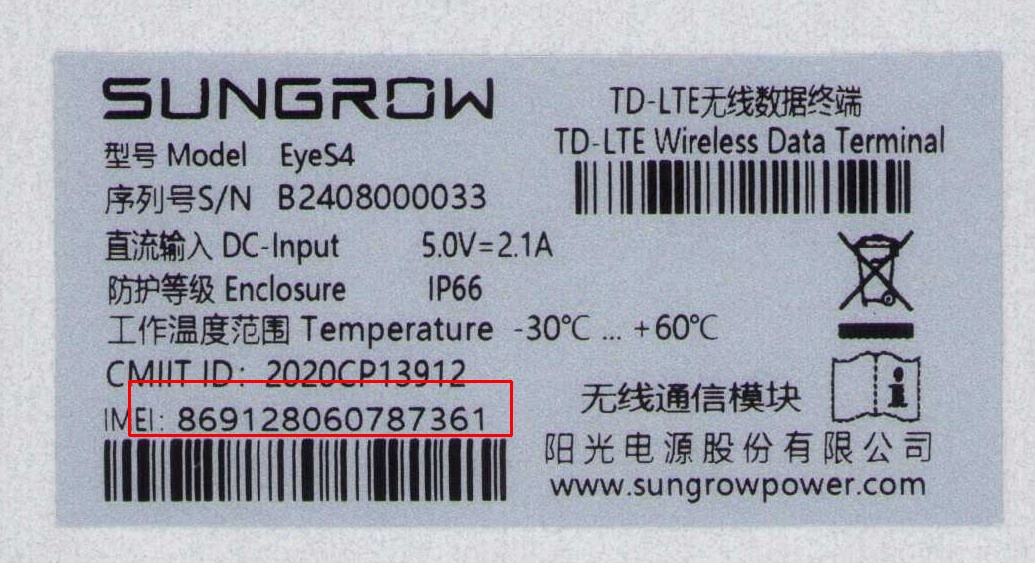 SUNGROW
型号 Model EyeS4
序列号S/N B2408000033
直流输入 DC-Input 5.0V=2.1A
防护等级 Enclosure IP66
工作温度范围 Temperature -30℃ ... +60℃
CMIIT ID: 2020CP13912
IMEI: 869128060787361
TD-LTE无线数据终端
TD-LTE Wireless Data Terminal
无线通信模块
阳光电源股份有限公司
www.sungrowpower.com